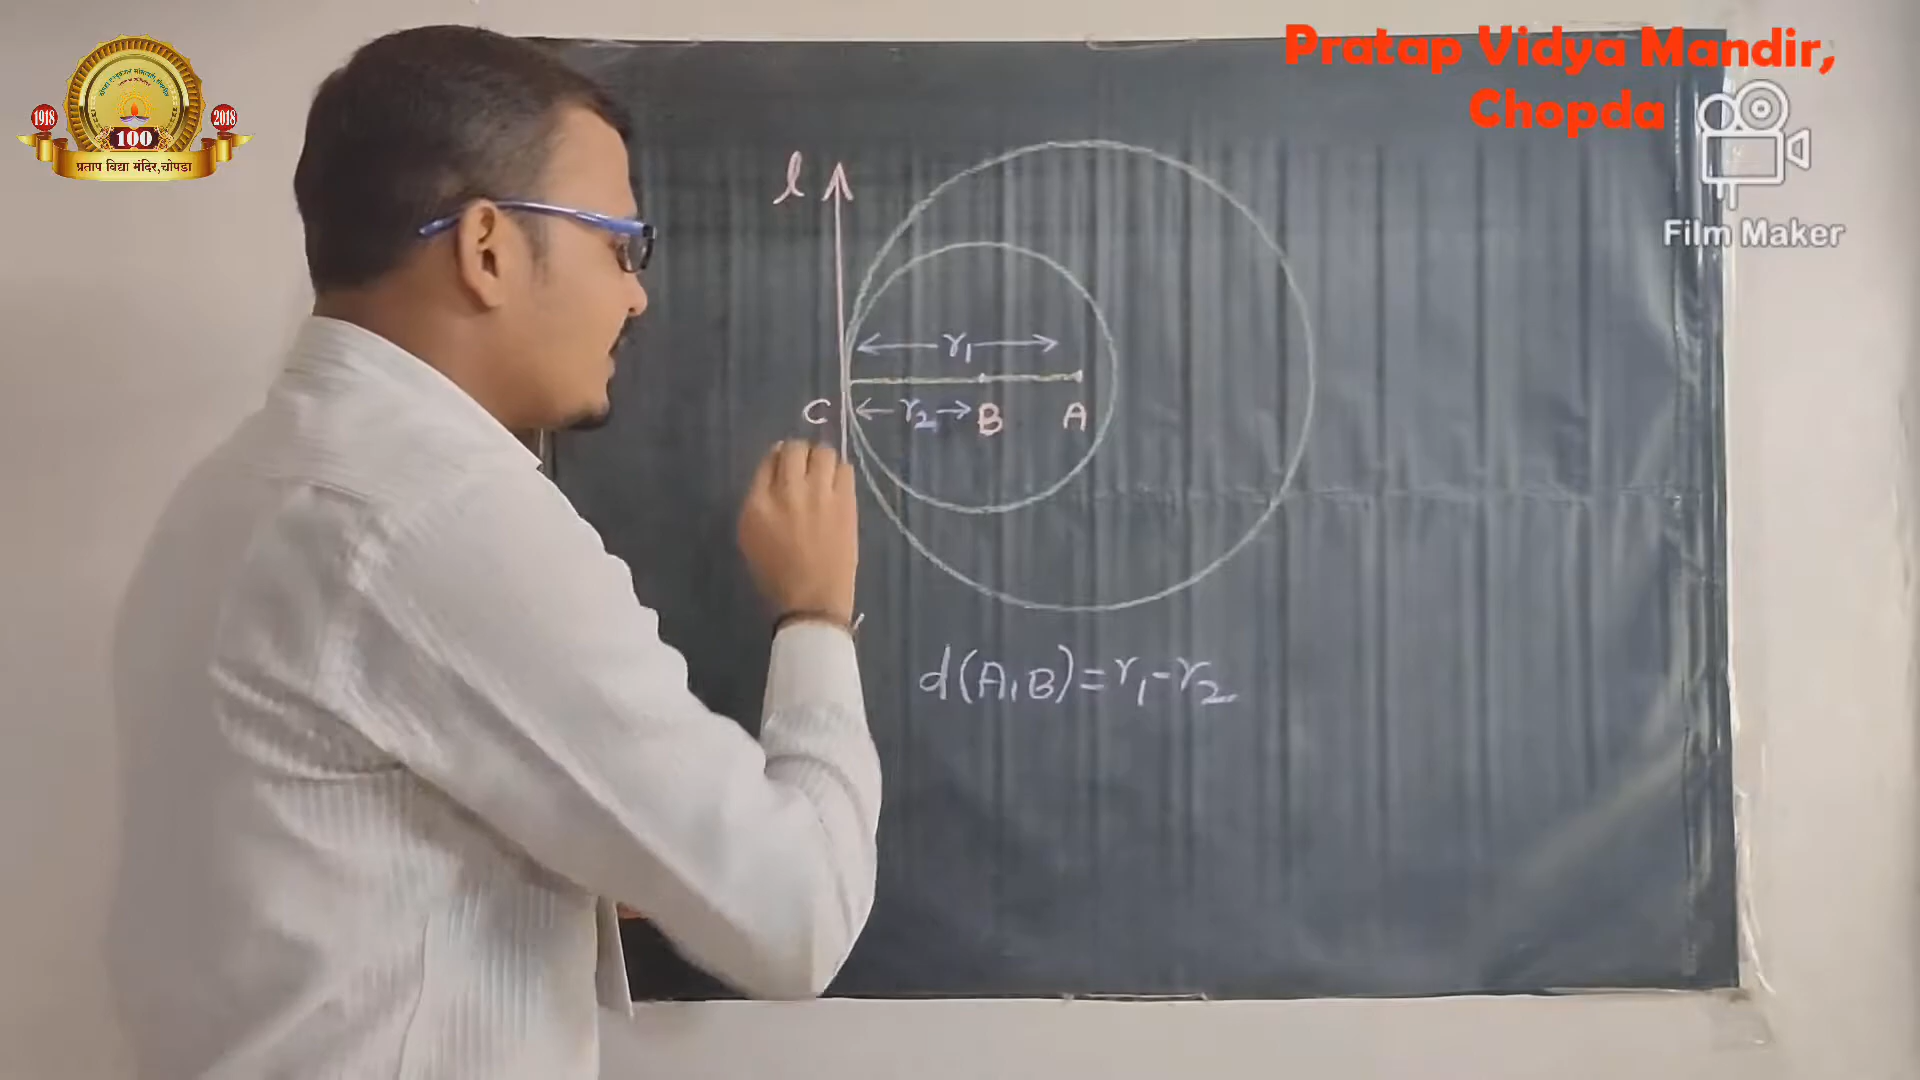 Pratap Vidya Mandir,
Chopda
Film Maker
1918
2018
100
प्रताप विद्या मंदिर,चोपडा
l
r₁
C
r₂
B
A
d(A,B)=r₁-r₂